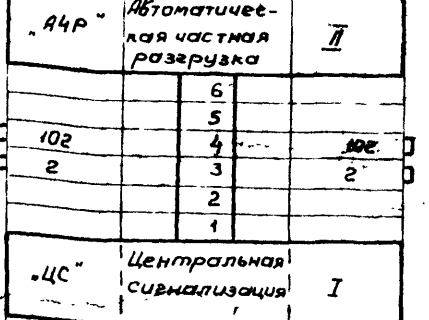 „АЧР“ Автоматичес-
кая частная
разгрузка II
6
5
102 4 102
2 3 2
2
1
„ЦС“ Центральная
сигнализация I